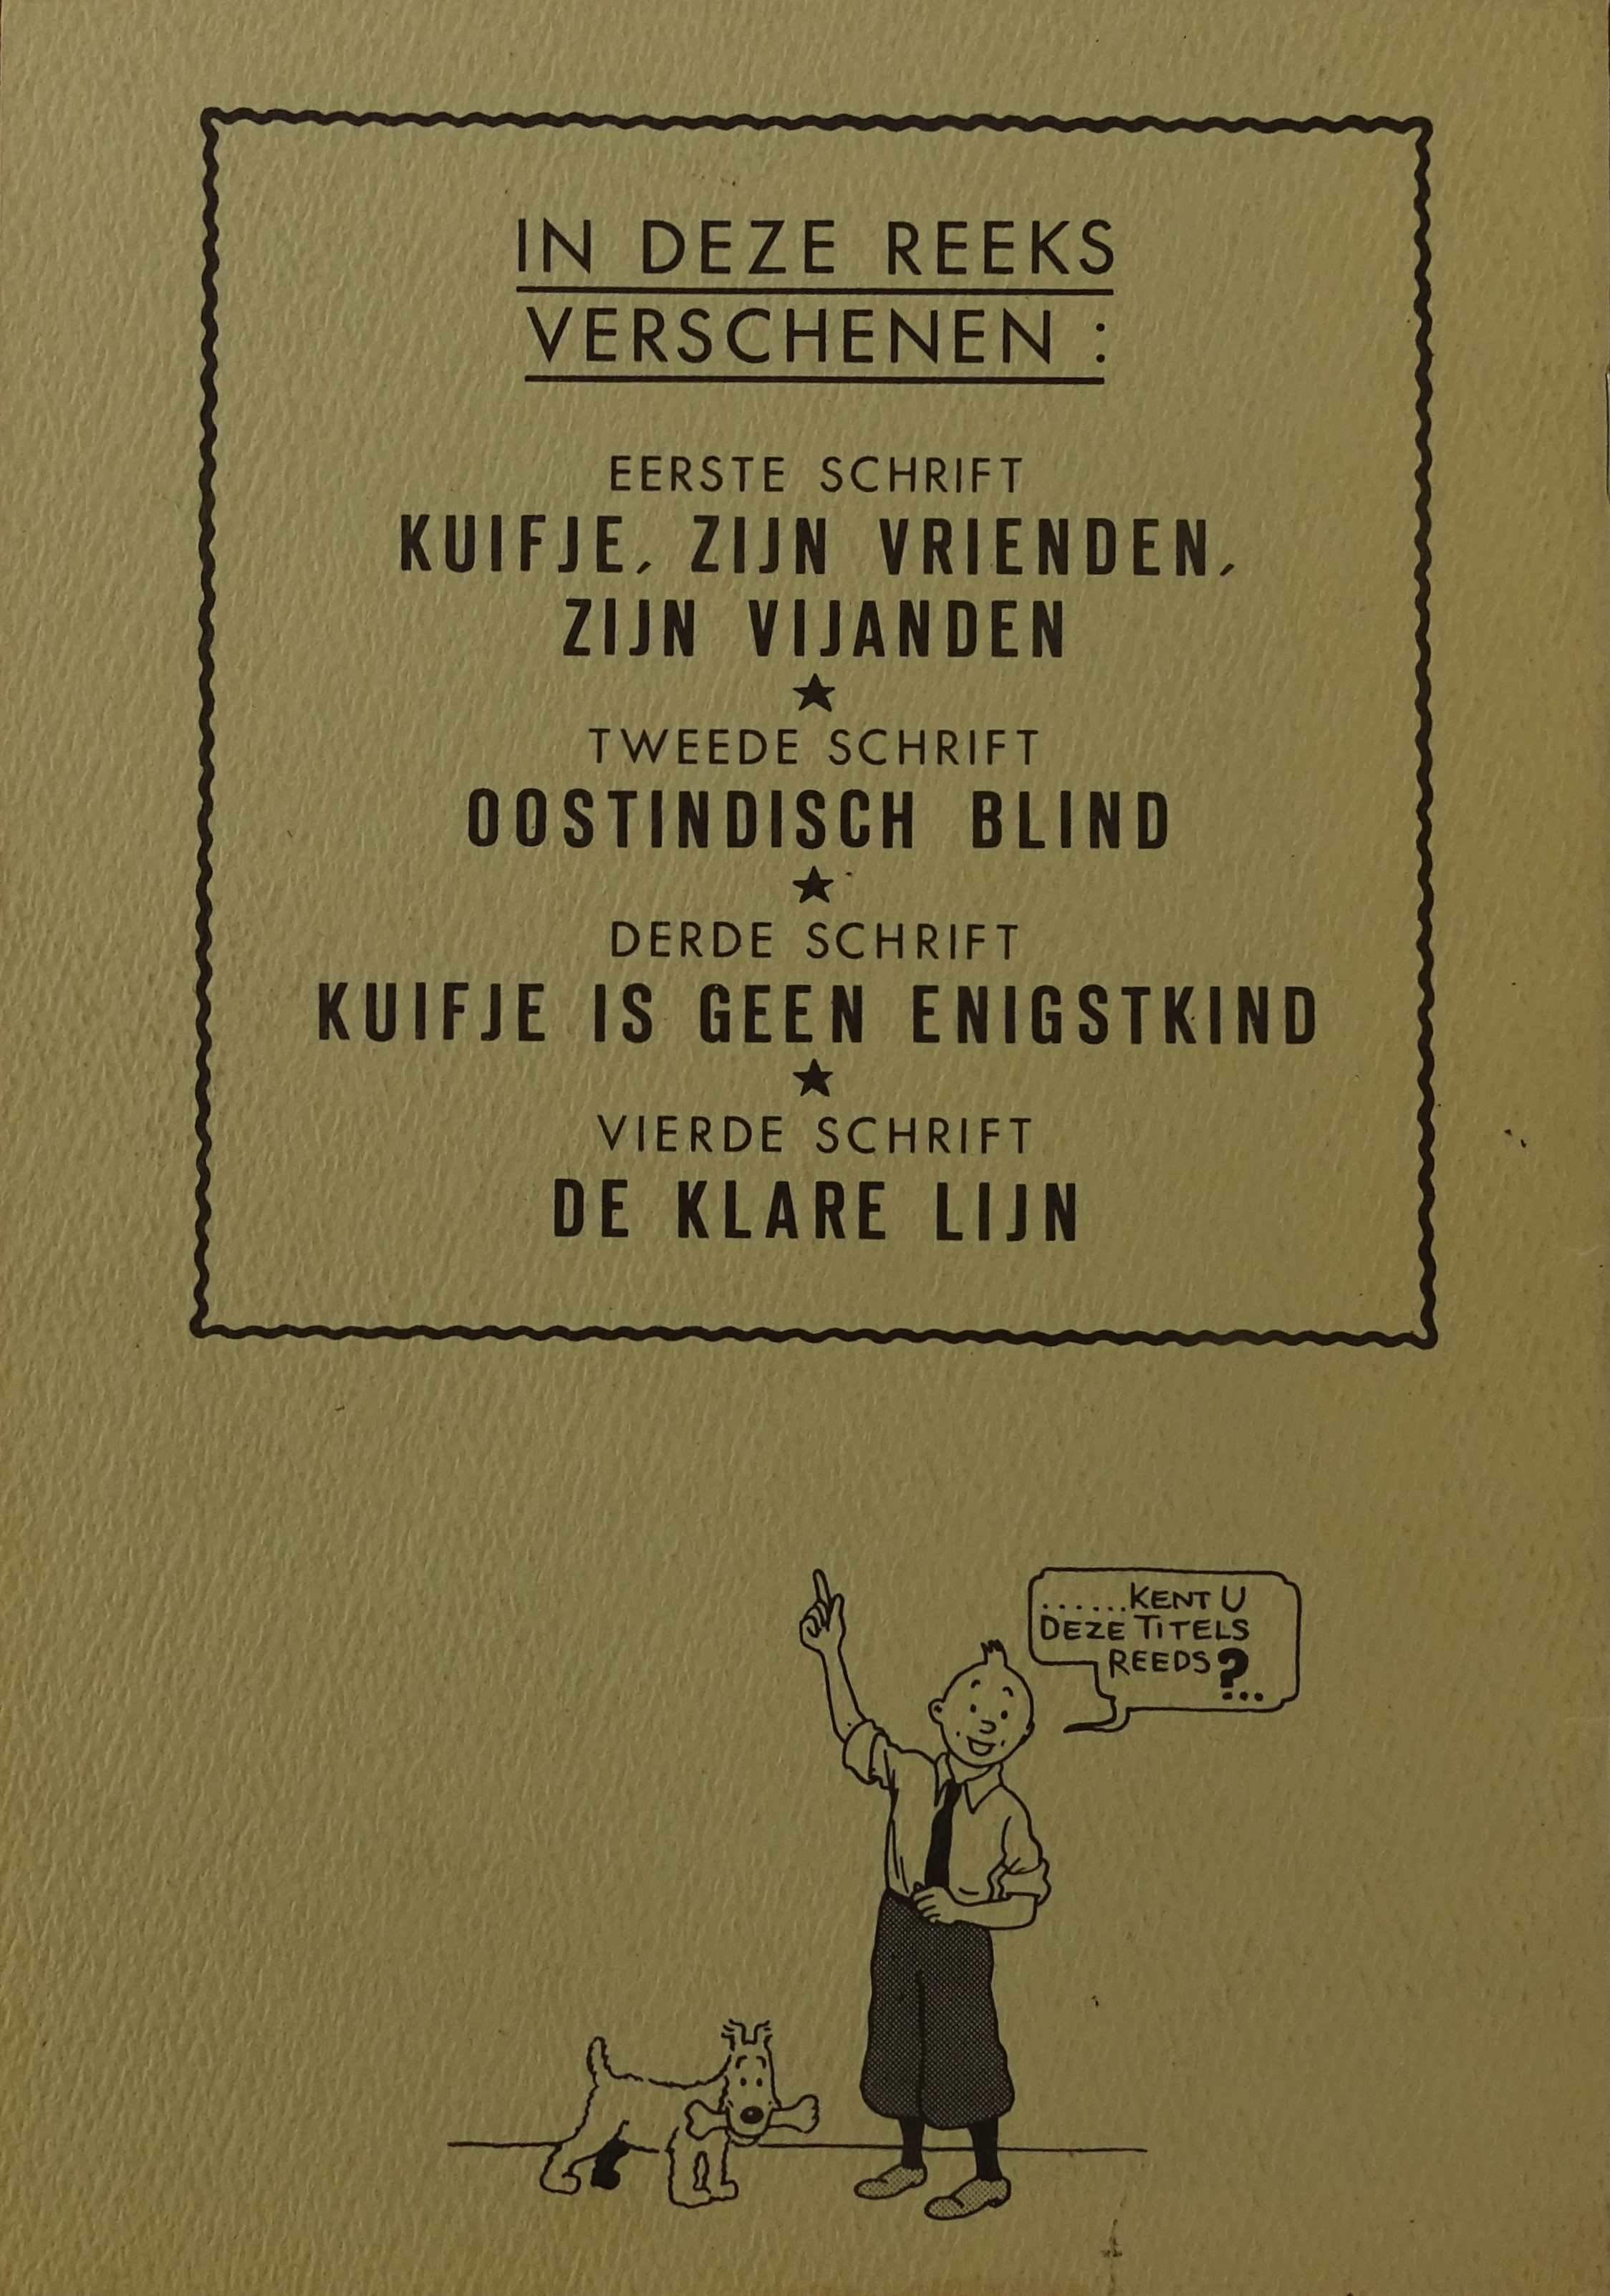 IN DEZE REEKS
VERSCHENEN :
EERSTE SCHRIFT
KUIFJE, ZIJN VRIENDEN,
ZIJN VIJANDEN
★
TWEEDE SCHRIFT
OOSTINDISCH BLIND
★
DERDE SCHRIFT
KUIFJE IS GEEN ENIGSTKIND
★
VIERDE SCHRIFT
DE KLARE LIJN
......KENT U
DEZE TITELS
REEDS?...